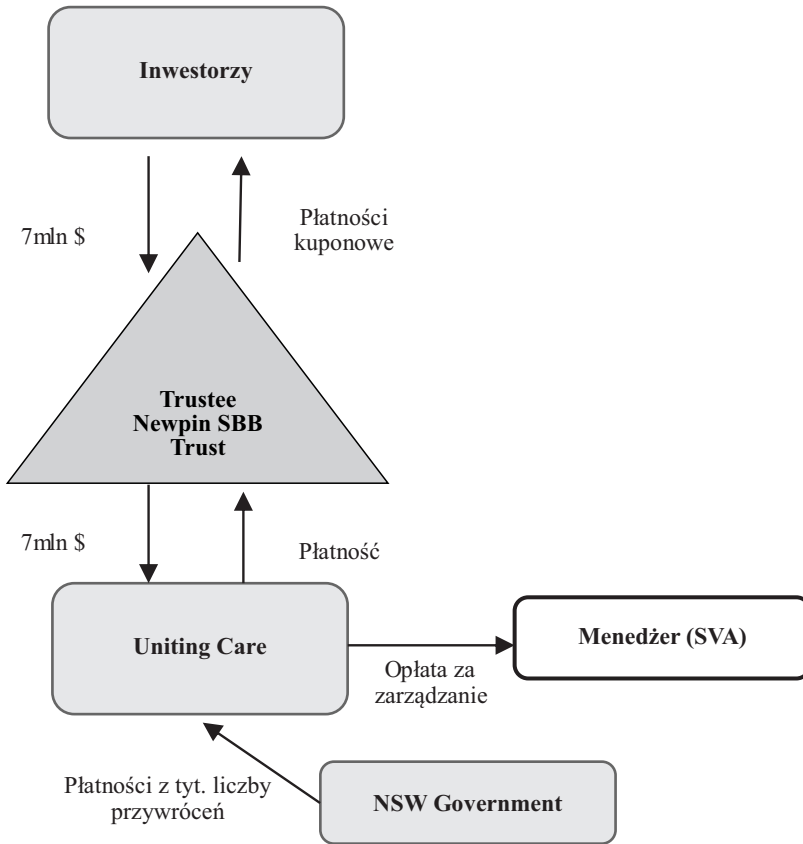 Inwestorzy
7mln $
Płatności
kuponowe
Trustee
Newpin SBB
Trust
7mln $
Płatność
Uniting Care
Menedżer (SVA)
Opłata za
zarządzanie
Płatności z tyt. liczby
przywróceń
NSW Government